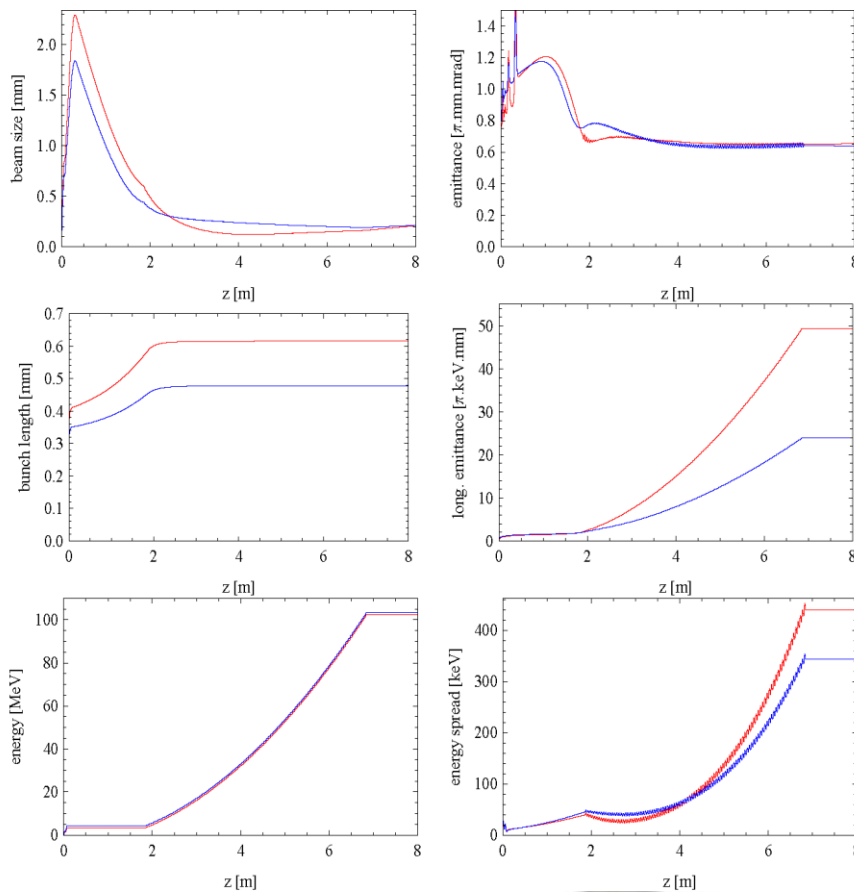 2.0
1.5
1.0
0.5
0.0
beam size [mm]
0 2 4 6 8
z [m]
1.4
1.2
1.0
0.8
0.6
0.4
0.2
0.0
emittance [π.mm.mrad]
0 2 4 6 8
z [m]
0.7
0.6
0.5
0.4
0.3
0.2
0.1
0.0
bunch length [mm]
0 2 4 6 8
z [m]
50
40
30
20
10
0
long. emittance [π.keV.mm]
0 2 4 6 8
z [m]
100
80
60
40
20
0
energy [MeV]
0 2 4 6 8
z [m]
400
300
200
100
0
energy spread [keV]
0 2 4 6 8
z [m]